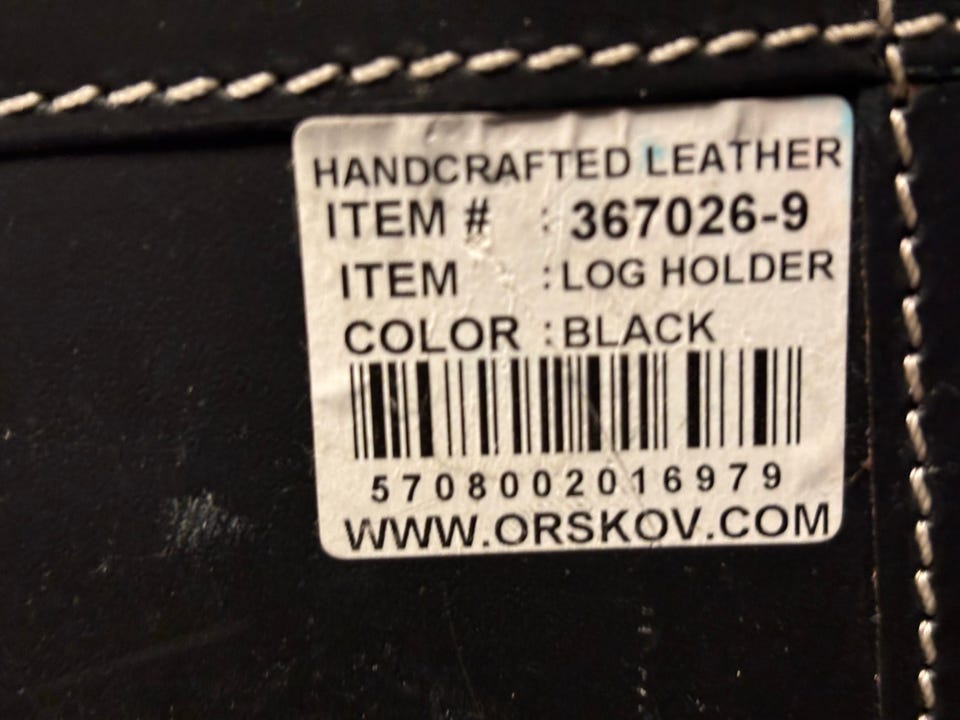 HANDCRAFTED LEATHER
ITEM # : 367026-9
ITEM : LOG HOLDER
COLOR : BLACK
5708002016979
WWW.ORSKOV.COM